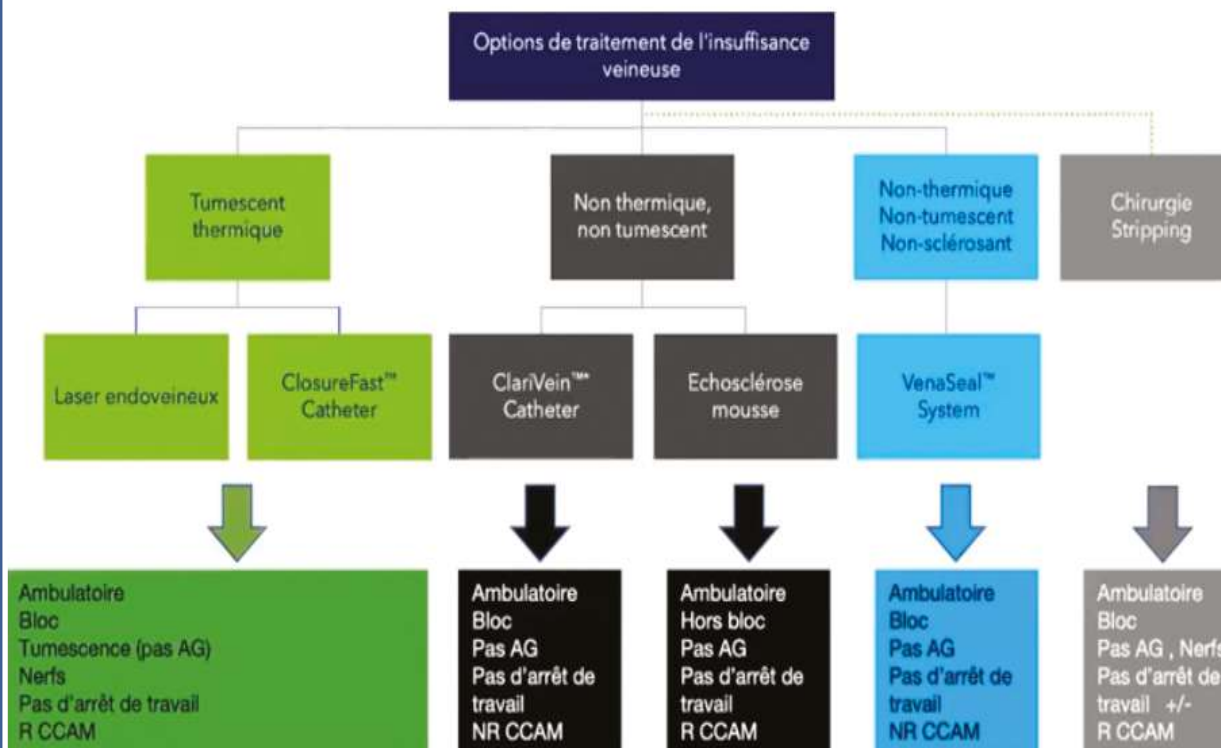 Options de traitement de l'insuffisance
veineuse
Tumescent
thermique
Non thermique,
non tumescent
Non-thermique
Non-tumescent
Non-sclérosant
Chirurgie
Stripping
Laser endoveineux
ClosureFast™
Catheter
ClariVein™*
Catheter
Echosclérose
mousse
VenaSeal™
System
Ambulatoire
Bloc
Tumescence (pas AG)
Nerfs
Pas d'arrêt de travail
R CCAM
Ambulatoire
Bloc
Pas AG
Pas d'arrêt de
travail
NR CCAM
Ambulatoire
Hors bloc
Pas AG
Pas d'arrêt de
travail
R CCAM
Ambulatoire
Bloc
Pas AG
Pas d'arrêt de
travail
NR CCAM
Ambulatoire
Bloc
Pas AG , Nerfs
Pas d'arrêt de
travail +/-
R CCAM